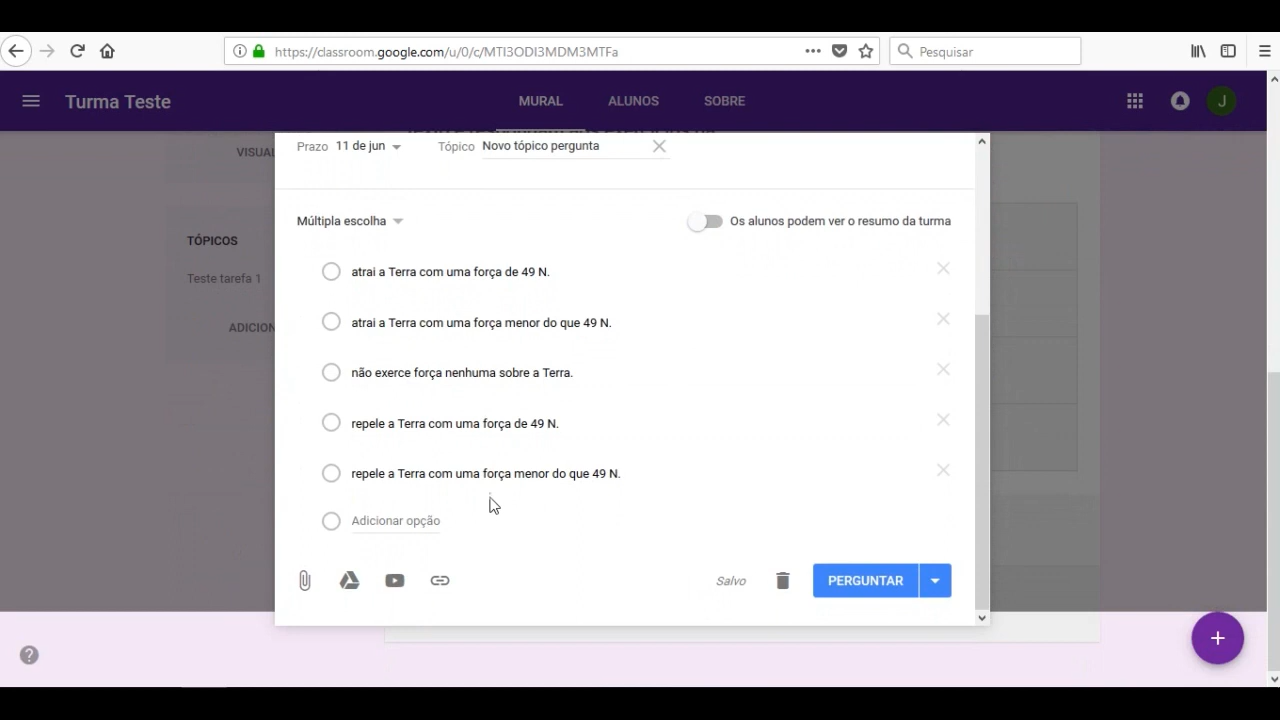 https://classroom.google.com/u/0/c/MTI3ODI3MDM3MTFa
Pesquisar
Turma Teste
MURAL
ALUNOS
SOBRE
J
VISUAL
Prazo 11 de jun
Tópico Novo tópico pergunta
Múltipla escolha
Os alunos podem ver o resumo da turma
TÓPICOS
Teste tarefa 1
ADICION
atrai a Terra com uma força de 49 N.
atrai a Terra com uma força menor do que 49 N.
não exerce força nenhuma sobre a Terra.
repele a Terra com uma força de 49 N.
repele a Terra com uma força menor do que 49 N.
Adicionar opção
Salvo
PERGUNTAR